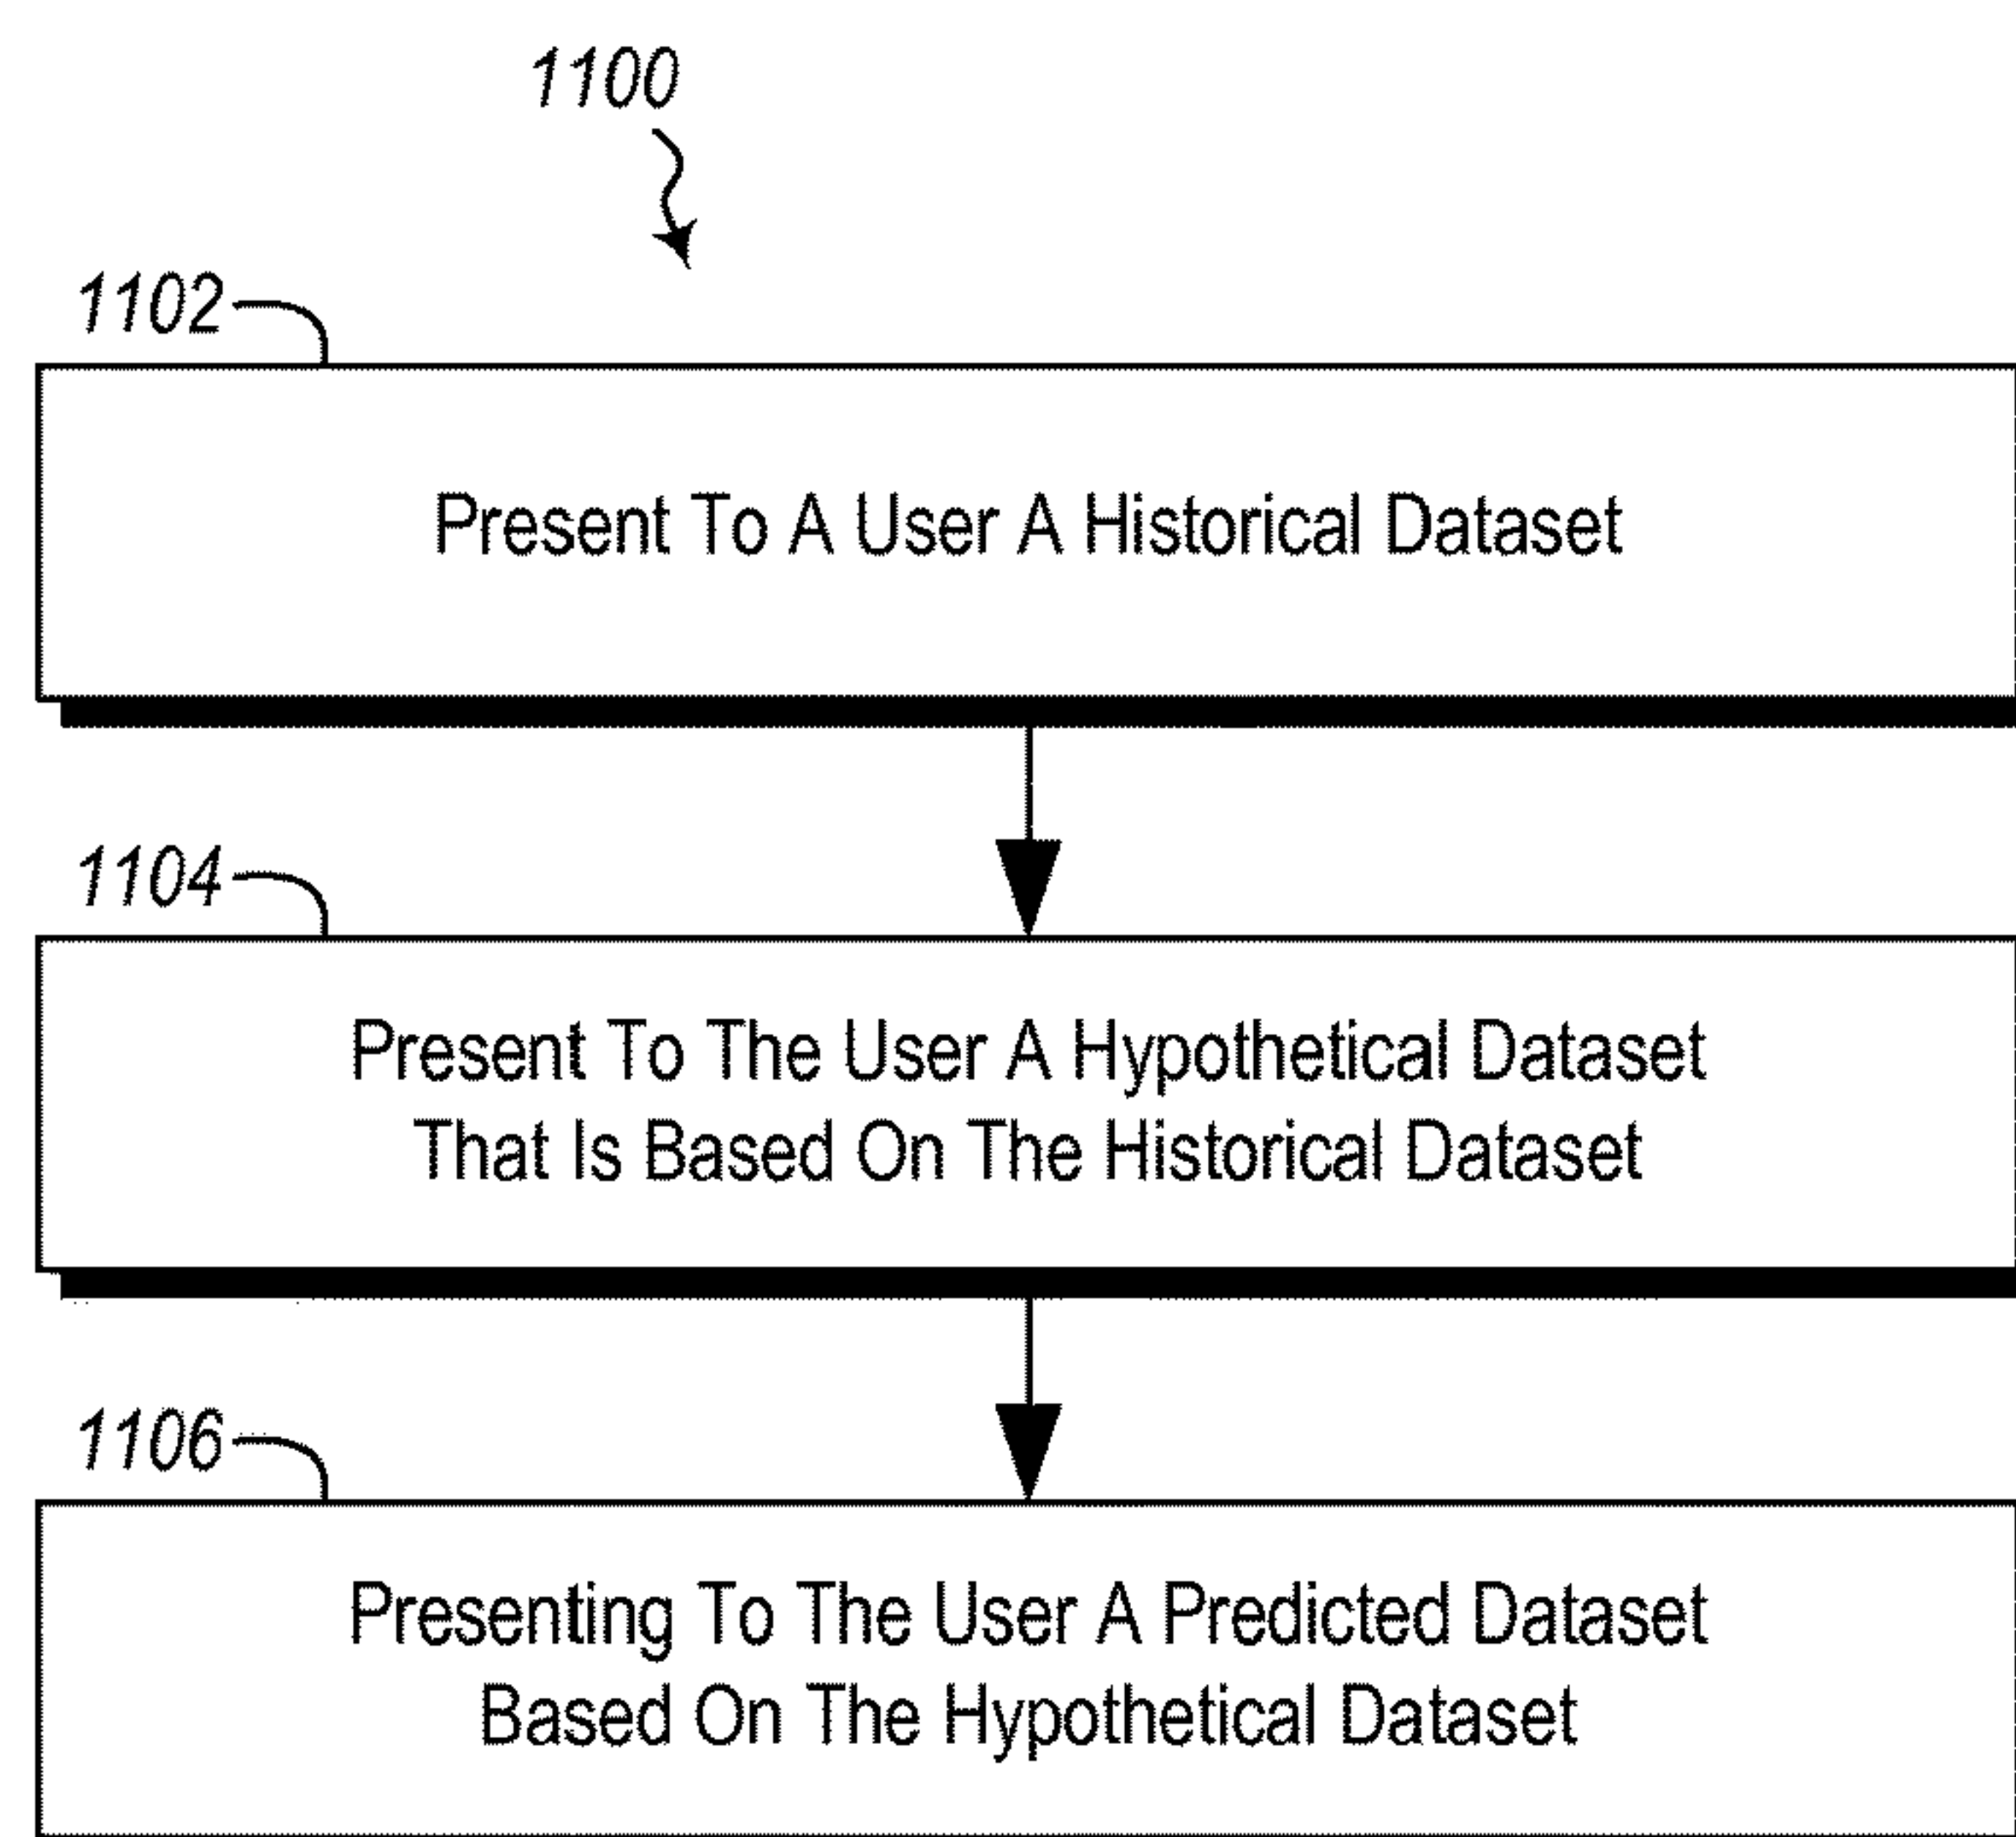 1100
1102
Present To A User A Historical Dataset
1104
Present To The User A Hypothetical Dataset
That Is Based On The Historical Dataset
1106
Presenting To The User A Predicted Dataset
Based On The Hypothetical Dataset